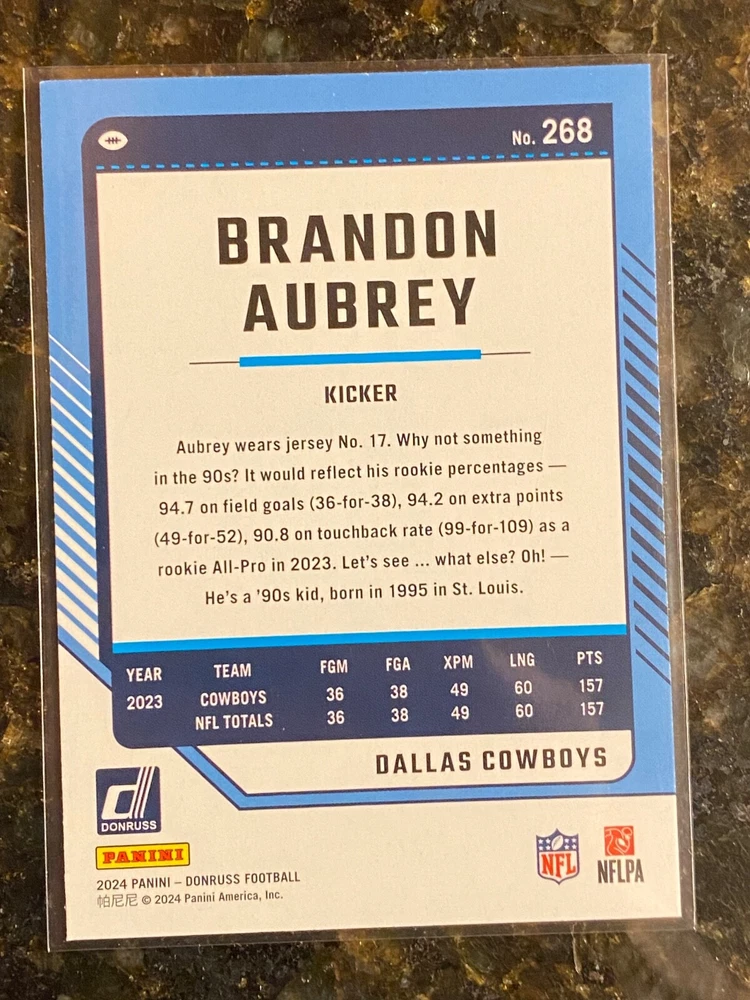 No. 268
BRANDON
AUBREY
KICKER
Aubrey wears jersey No. 17. Why not something
in the 90s? It would reflect his rookie percentages —
94.7 on field goals (36-for-38), 94.2 on extra points
(49-for-52), 90.8 on touchback rate (99-for-109) as a
rookie All-Pro in 2023. Let's see ... what else? Oh! —
He's a '90s kid, born in 1995 in St. Louis.
YEAR TEAM FGM FGA XPM LNG PTS
2023 COWBOYS 36 38 49 60 157
NFL TOTALS 36 38 49 60 157
DALLAS COWBOYS
d
DONRUSS
PANINI
NFL
NFLPA
2024 PANINI – DONRUSS FOOTBALL
帕尼尼 © 2024 Panini America, Inc.